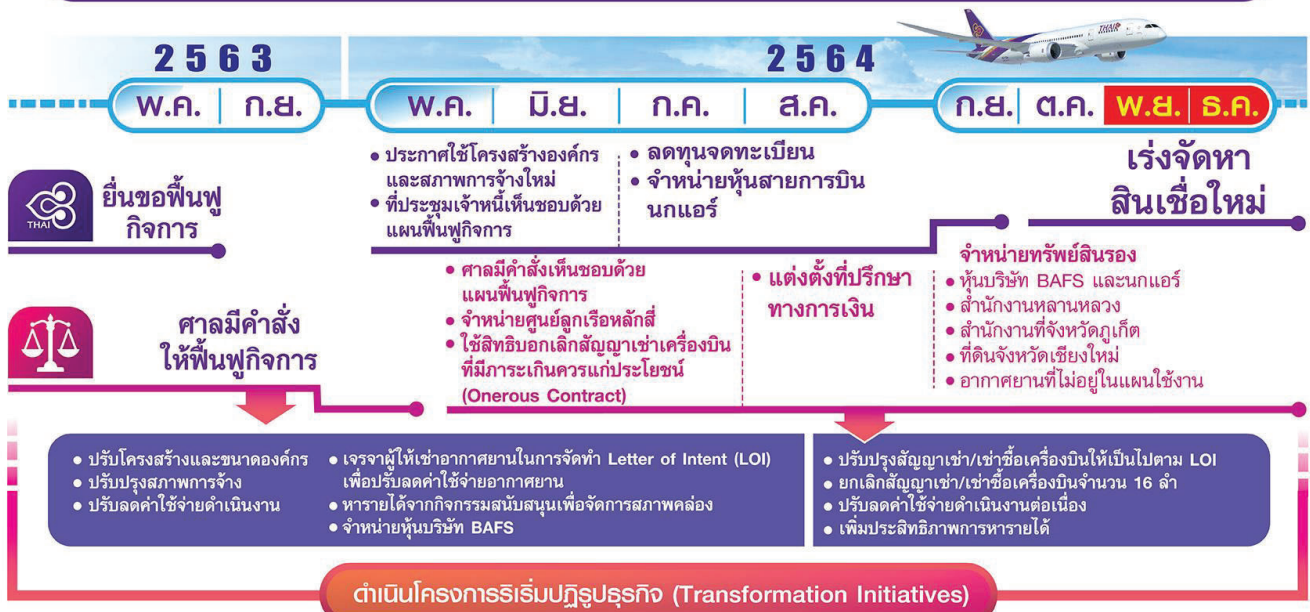 2563
2564
พ.ค. ก.ย.
พ.ค. มิ.ย. ก.ค. ส.ค.
ก.ย. ต.ค. พ.ย. ธ.ค.
THAI
THAI
ยื่นขอฟื้นฟู
กิจการ
• ประกาศใช้โครงสร้างองค์กร
และสภาพการจ้างใหม่
• ที่ประชุมเจ้าหนี้เห็นชอบด้วย
แผนฟื้นฟูกิจการ
• ลดทุนจดทะเบียน
• จำหน่ายหุ้นสายการบิน
นกแอร์
เร่งจัดหา
สินเชื่อใหม่
ศาลมีคำสั่ง
ให้ฟื้นฟูกิจการ
• ศาลมีคำสั่งเห็นชอบด้วย
แผนฟื้นฟูกิจการ
• จำหน่ายศูนย์ลูกเรือหลักสี่
• ใช้สิทธิบอกเลิกสัญญาเช่าเครื่องบิน
ที่มีภาระเกินควรแก่ประโยชน์
(Onerous Contract)
• แต่งตั้งที่ปรึกษา
ทางการเงิน
จำหน่ายทรัพย์สินรอง
• หุ้นบริษัท BAFS และนกแอร์
• สำนักงานหลานหลวง
• สำนักงานที่จังหวัดภูเก็ต
• ที่ดินจังหวัดเชียงใหม่
• อากาศยานที่ไม่อยู่ในแผนใช้งาน
• ปรับโครงสร้างและขนาดองค์กร
• ปรับปรุงสภาพการจ้าง
• ปรับลดค่าใช้จ่ายดำเนินงาน
• เจรจาผู้ให้เช่าอากาศยานในการจัดทำ Letter of Intent (LOI)
เพื่อปรับลดค่าใช้จ่ายอากาศยาน
• หารายได้จากกิจกรรมสนับสนุนเพื่อจัดการสภาพคล่อง
• จำหน่ายหุ้นบริษัท BAFS
• ปรับปรุงสัญญาเช่า/เช่าซื้อเครื่องบินให้เป็นไปตาม LOI
• ยกเลิกสัญญาเช่า/เช่าซื้อเครื่องบินจำนวน 16 ลำ
• ปรับลดค่าใช้จ่ายดำเนินงานต่อเนื่อง
• เพิ่มประสิทธิภาพการหารายได้
ดำเนินโครงการริเริ่มปฏิรูปธุรกิจ (Transformation Initiatives)